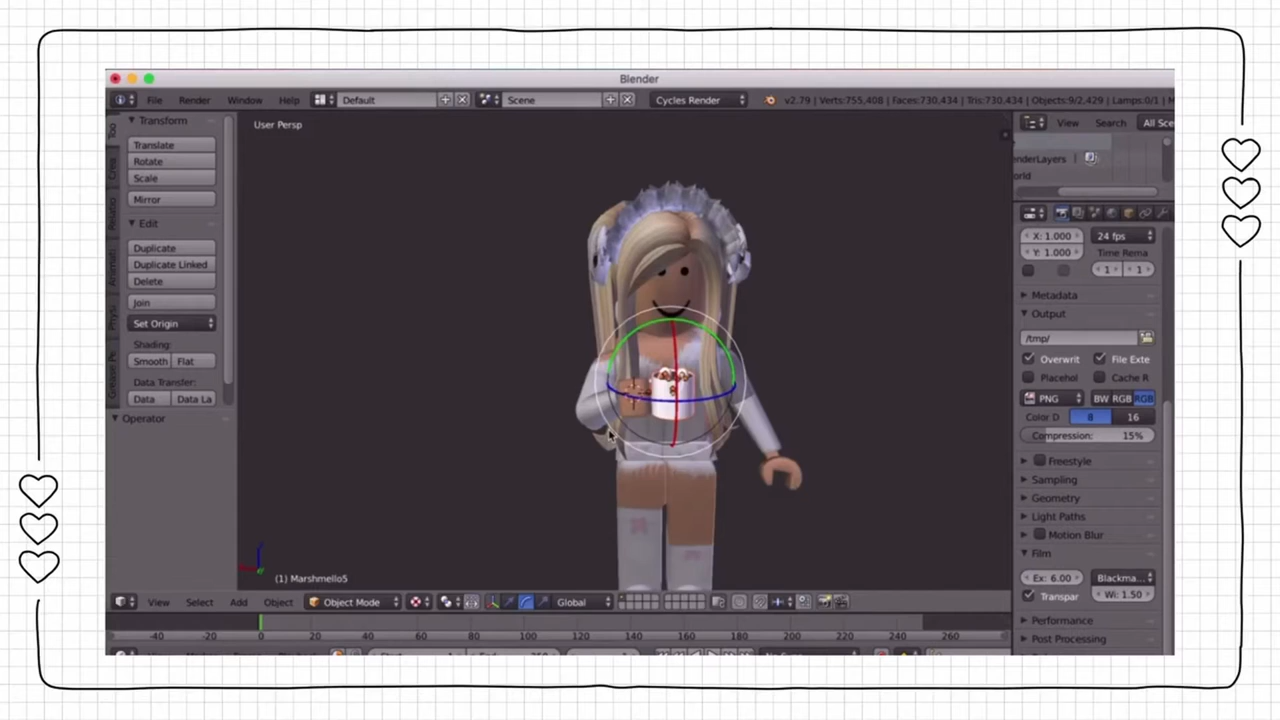 Blender
File Render Window Help Default Scene Cycles Render v2.79 | Verts:755,408 | Faces:730,434 | Tris:730,434 | Objects:9/2,429 | Lamps:0/1 | M
Transform
Translate
Rotate
Scale
Mirror
Edit
Duplicate
Duplicate Linked
Delete
Join
Set Origin
Shading:
Smooth Flat
Data Transfer:
Data Data La
Operator
User Persp
(1) Marshmello5
View Select Add Object Object Mode Global
-40 -20 0 20 40 60 80 100 120 140 160 180 200 220 240 260
View Search All Sce
enderLayers
orld
X: 1.000 24 fps
Y: 1.000 Time Rema
1 1
Metadata
Output
/tmp/
Overwrit File Exte
Placehol Cache R
PNG BW RGB RGB
Color D 8 16
Compression: 15%
Freestyle
Sampling
Geometry
Light Paths
Motion Blur
Film
Ex: 6.00 Blackma...
Transpar Wi: 1.50
Performance
Post Processing